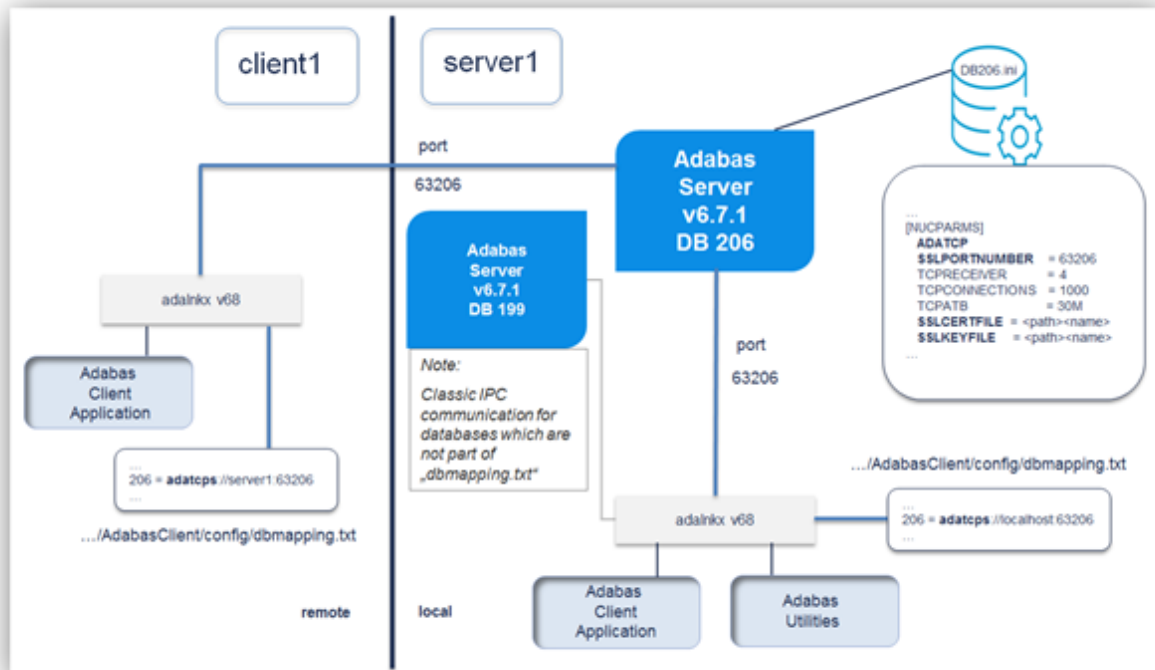 client1
server1
DB206.ini
port
63206
Adabas
Server
v6.7.1
DB 206
Adabas
Server
v6.7.1
DB 199
...
[NUCPARMS]
ADATCP
SSLPORTNUMBER = 63206
TCPRECEIVER = 4
TCPCONNECTIONS = 1000
TCPATB = 30M
SSLCERTFILE = <path><name>
SSLKEYFILE = <path><name>
...
adalnkx v68
Adabas
Client
Application
Note:
Classic IPC
communication for
databases which are
not part of
„dbmapping.txt“
port
63206
...
206 = adatcps://server1:63206
...
…/AdabasClient/config/dbmapping.txt
…/AdabasClient/config/dbmapping.txt
...
206 = adatcps://localhost:63206
...
adalnkx v68
Adabas
Client
Application
Adabas
Utilities
remote
local